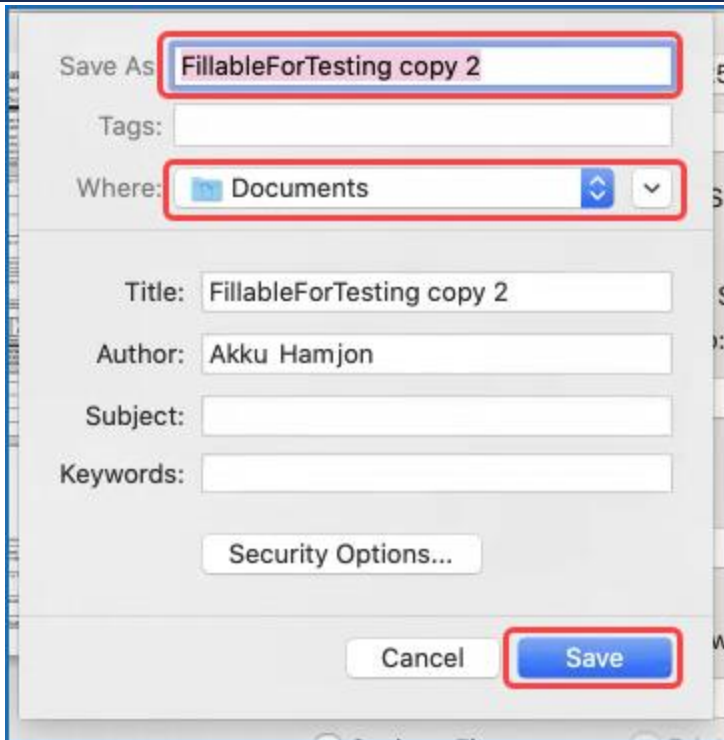 Save As
FillableForTesting copy 2
Tags:
Where:
Documents
Title:
FillableForTesting copy 2
Author:
Akku Hamjon
Subject:
Keywords:
Security Options...
Cancel
Save